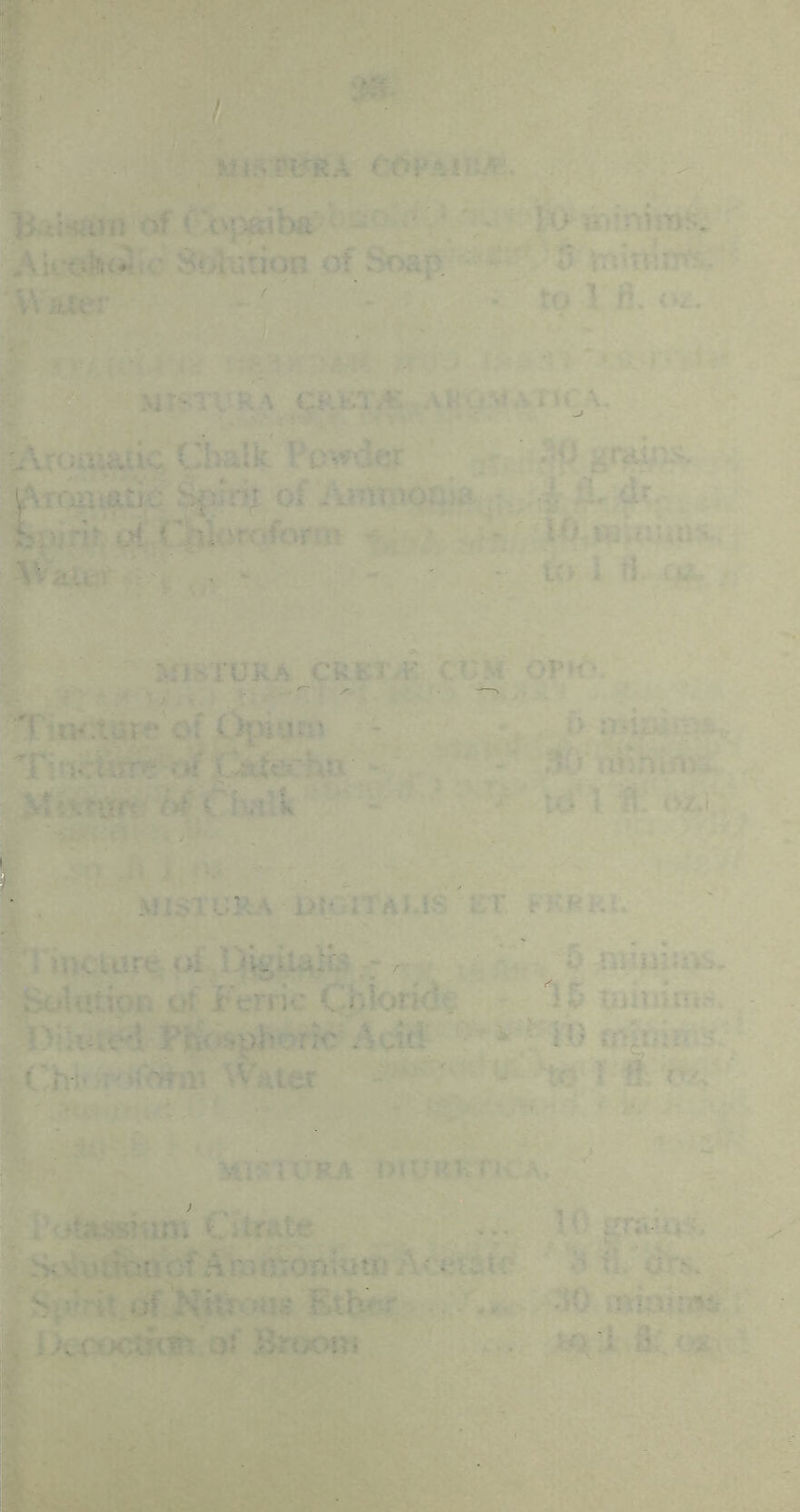 MISTURA COPAIBÆ.
Balsam of Copaiba 10 minims.
Alcoholic Solution of Soap - 5 minims.
Water - - - to 1 fl. oz.
MISTURA CRETÆ AROMATICA.
Aromatic Chalk Powder - 30 grains.
Aromatic Spirit of Ammonia - ½ fl. dr.
Spirit of Chloroform - - 10 minims.
Water - - - to 1 fl. oz.
MISTURA CRETÆ CUM OPIO.
Tincture of Opium - - 5 minims.
Tincture of Catechu - - 30 minims.
Mixture of Chalk - - to 1 fl. oz.
MISTURA DIGITALIS ET FERRI.
Tincture of Digitalis - 5 minims.
Solution of Ferric Chloride - 15 minims.
Diluted Phosphoric Acid - 10 minims.
Chloroform Water - - to 1 fl. oz.
MISTURA DIURETICA.
Potassium Citrate ... 10 grains.
Solution of Ammonium Acetate 3 fl. drs.
Spirit of Nitrous Ether ... 30 minims
Decoction of Broom ... to 1 fl. oz.